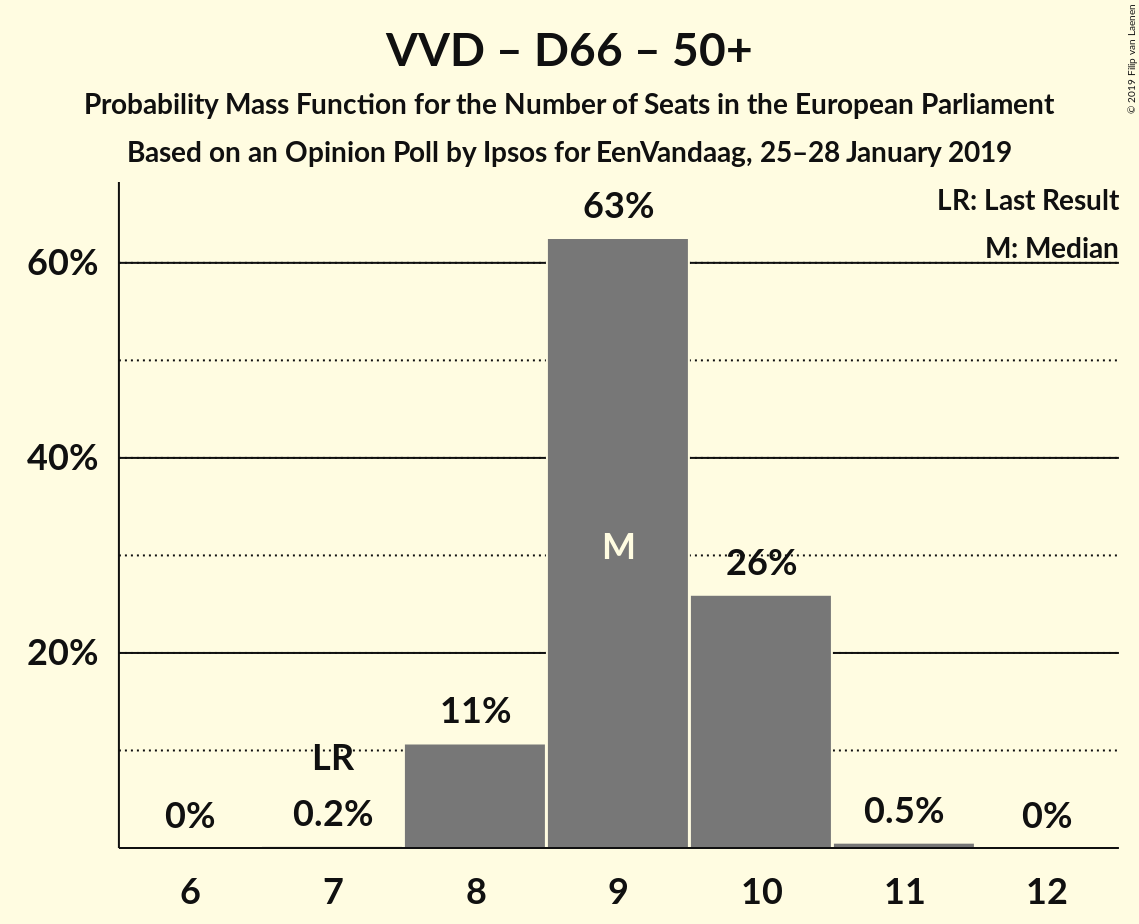 VVD – D66 – 50+
Probability Mass Function for the Number of Seats in the European Parliament
Based on an Opinion Poll by Ipsos for EenVandaag, 25–28 January 2019
© 2019 Filip van Laenen
LR: Last Result
M: Median
60%
40%
20%
0%
LR
0.2%
11%
63%
M
26%
0.5%
0%
6 7 8 9 10 11 12